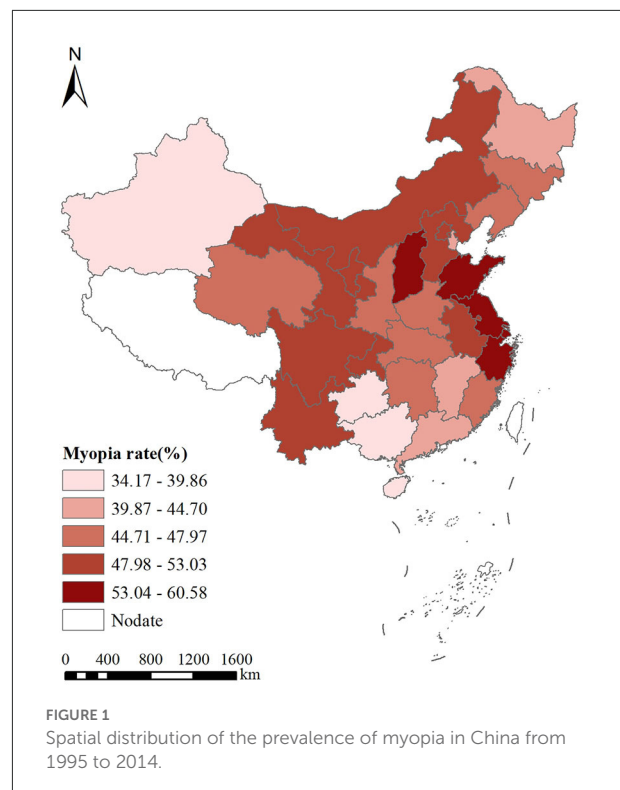 N
Myopia rate(%)
34.17 - 39.86
39.87 - 44.70
44.71 - 47.97
47.98 - 53.03
53.04 - 60.58
Nodate
0 400 800 1200 1600
km
FIGURE 1
Spatial distribution of the prevalence of myopia in China from
1995 to 2014.